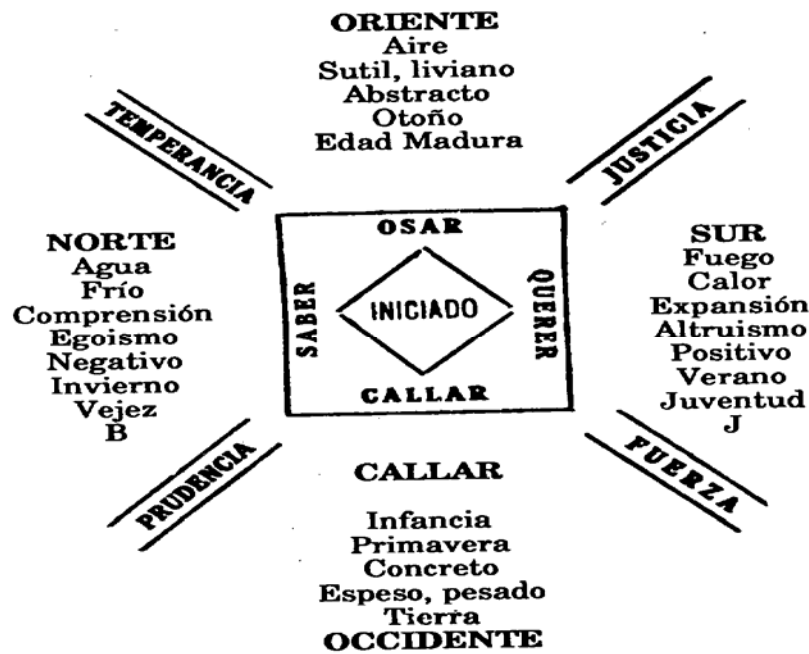 ORIENTE
Aire
Sutil, liviano
Abstracto
Otoño
Edad Madura
TEMPERANCIA
JUSTICIA
NORTE
Agua
Frío
Comprensión
Egoismo
Negativo
Invierno
Vejez
B
OSAR
SABER
INICIADO
QUERER
CALLAR
SUR
Fuego
Calor
Expansión
Altruismo
Positivo
Verano
Juventud
J
PRUDENCIA
FUERZA
CALLAR
Infancia
Primavera
Concreto
Espeso, pesado
Tierra
OCCIDENTE